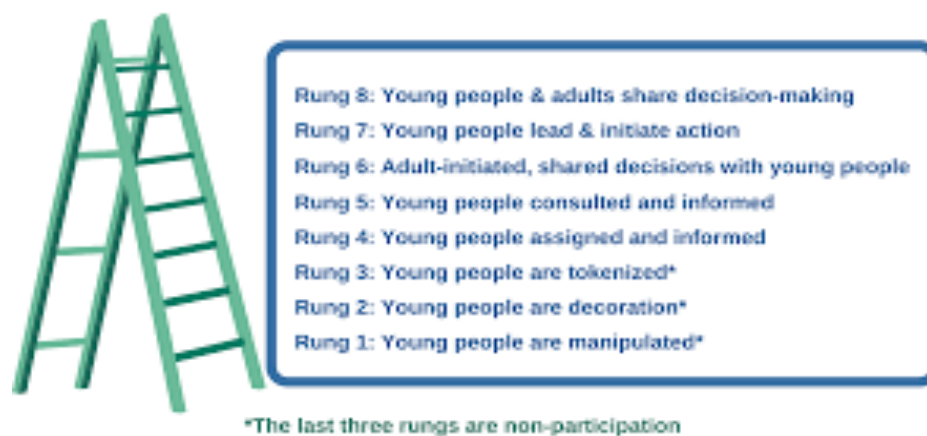 Rung 8: Young people & adults share decision-making
Rung 7: Young people lead & initiate action
Rung 6: Adult-initiated, shared decisions with young people
Rung 5: Young people consulted and informed
Rung 4: Young people assigned and informed
Rung 3: Young people are tokenized*
Rung 2: Young people are decoration*
Rung 1: Young people are manipulated*
*The last three rungs are non-participation